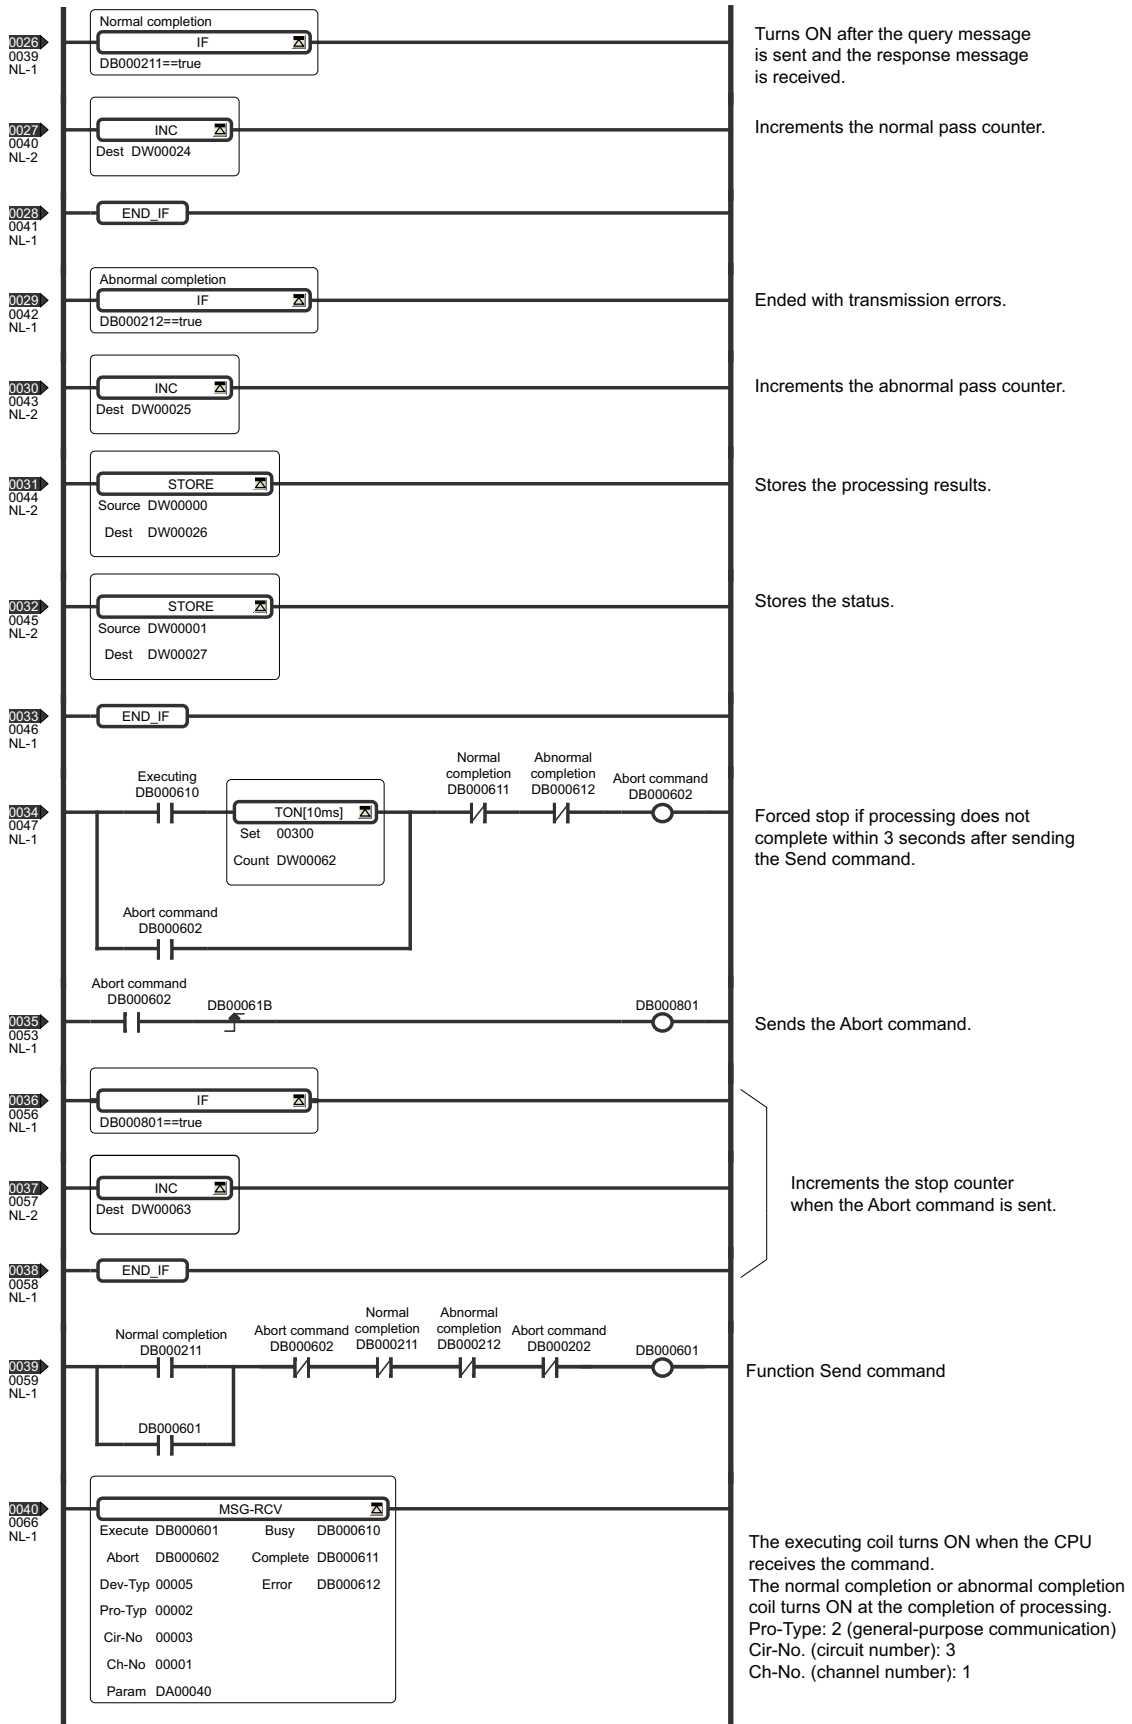 Normal completion
0026
0039
NL-1
IF
DB000211==true
Turns ON after the query message
is sent and the response message
is received.
0027
0040
NL-2
INC
Dest DW00024
Increments the normal pass counter.
0028
0041
NL-1
END_IF
Abnormal completion
0029
0042
NL-1
IF
DB000212==true
Ended with transmission errors.
0030
0043
NL-2
INC
Dest DW00025
Increments the abnormal pass counter.
0031
0044
NL-2
STORE
Source DW00000
Dest DW00026
Stores the processing results.
0032
0045
NL-2
STORE
Source DW00001
Dest DW00027
Stores the status.
0033
0046
NL-1
END_IF
Executing
DB000610
Normal
completion
DB000611
Abnormal
completion
DB000612
Abort command
DB000602
0034
0047
NL-1
TON[10ms]
Set 00300
Count DW00062
Forced stop if processing does not
complete within 3 seconds after sending
the Send command.
Abort command
DB000602
Abort command
DB000602
DB00061B
DB000801
0035
0053
NL-1
Sends the Abort command.
0036
0056
NL-1
IF
DB000801==true
0037
0057
NL-2
INC
Dest DW00063
Increments the stop counter
when the Abort command is sent.
0038
0058
NL-1
END_IF
Normal completion
DB000211
Abort command
DB000602
Normal
completion
DB000211
Abnormal
completion
DB000212
Abort command
DB000202
DB000601
0039
0059
NL-1
Function Send command
DB000601
0040
0066
NL-1
MSG-RCV
Execute DB000601 Busy DB000610
Abort DB000602 Complete DB000611
Dev-Typ 00005 Error DB000612
Pro-Typ 00002
Cir-No 00003
Ch-No 00001
Param DA00040
The executing coil turns ON when the CPU
receives the command.
The normal completion or abnormal completion
coil turns ON at the completion of processing.
Pro-Type: 2 (general-purpose communication)
Cir-No. (circuit number): 3
Ch-No. (channel number): 1